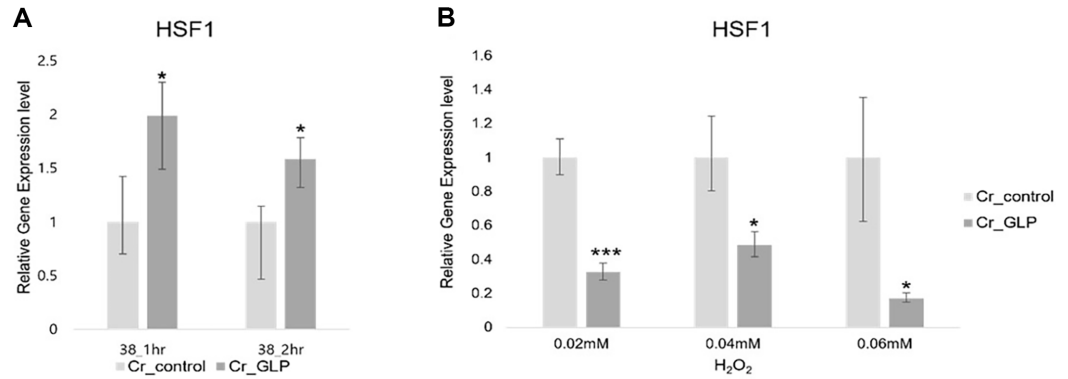 A
HSF1
Relative Gene Expression level
2.5
2
1.5
1
0.5
0
*
*
38_1hr 38_2hr
Cr_control Cr_GLP
B
HSF1
Relative Gene Expression level
1.6
1.4
1.2
1
0.8
0.6
0.4
0.2
0
***
*
*
0.02mM 0.04mM 0.06mM
H₂O₂
Cr_control
Cr_GLP